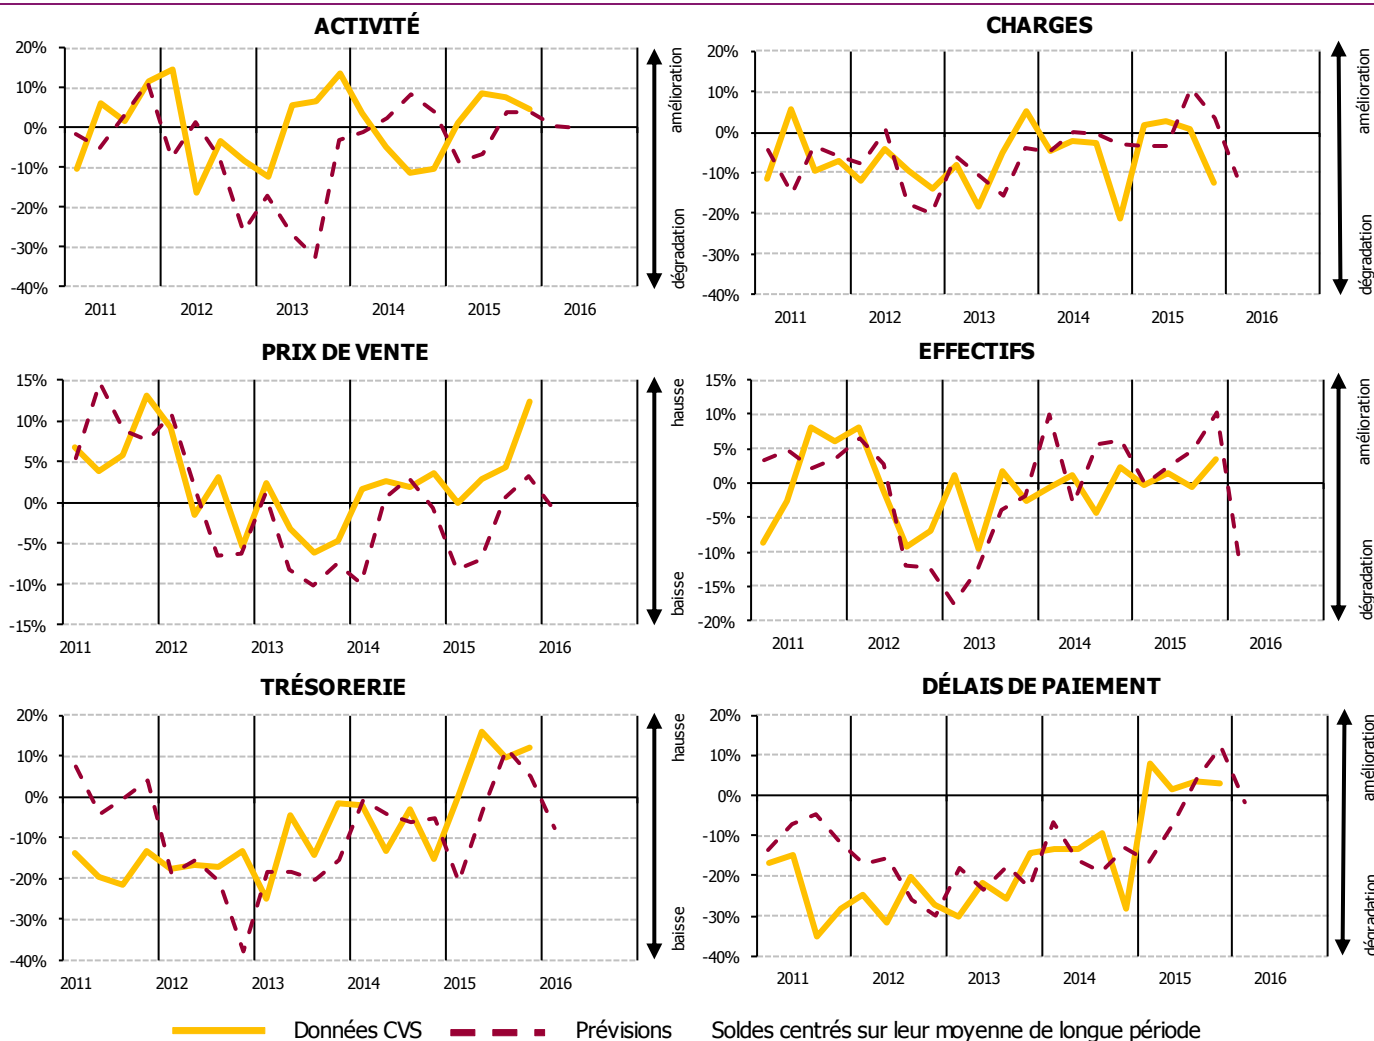 ACTIVITÉ
20%
10%
0%
-10%
-20%
-30%
-40%
2011 2012 2013 2014 2015 2016
amélioration
dégradation
CHARGES
20%
10%
0%
-10%
-20%
-30%
-40%
2011 2012 2013 2014 2015 2016
amélioration
dégradation
PRIX DE VENTE
15%
10%
5%
0%
-5%
-10%
-15%
2011 2012 2013 2014 2015 2016
hausse
baisse
EFFECTIFS
15%
10%
5%
0%
-5%
-10%
-15%
-20%
2011 2012 2013 2014 2015 2016
amélioration
dégradation
TRÉSORERIE
20%
10%
0%
-10%
-20%
-30%
-40%
2011 2012 2013 2014 2015 2016
hausse
baisse
DÉLAIS DE PAIEMENT
20%
10%
0%
-10%
-20%
-30%
-40%
2011 2012 2013 2014 2015 2016
amélioration
dégradation
Données CVS Prévisions Soldes centrés sur leur moyenne de longue période